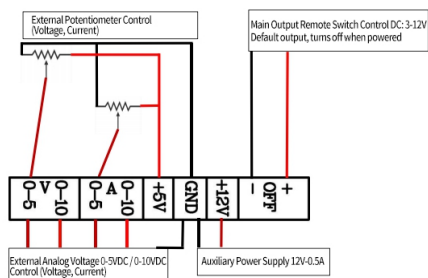 External Potentiometer Control
(Voltage, Current)
Main Output Remote Switch Control DC: 3-12V
Default output, turns off when powered
0-5
V
0-10
0-5
A
0-10
+5V
GND
+12V
−
OFF
+
External Analog Voltage 0-5VDC / 0-10VDC
Control (Voltage, Current)
Auxiliary Power Supply 12V-0.5A